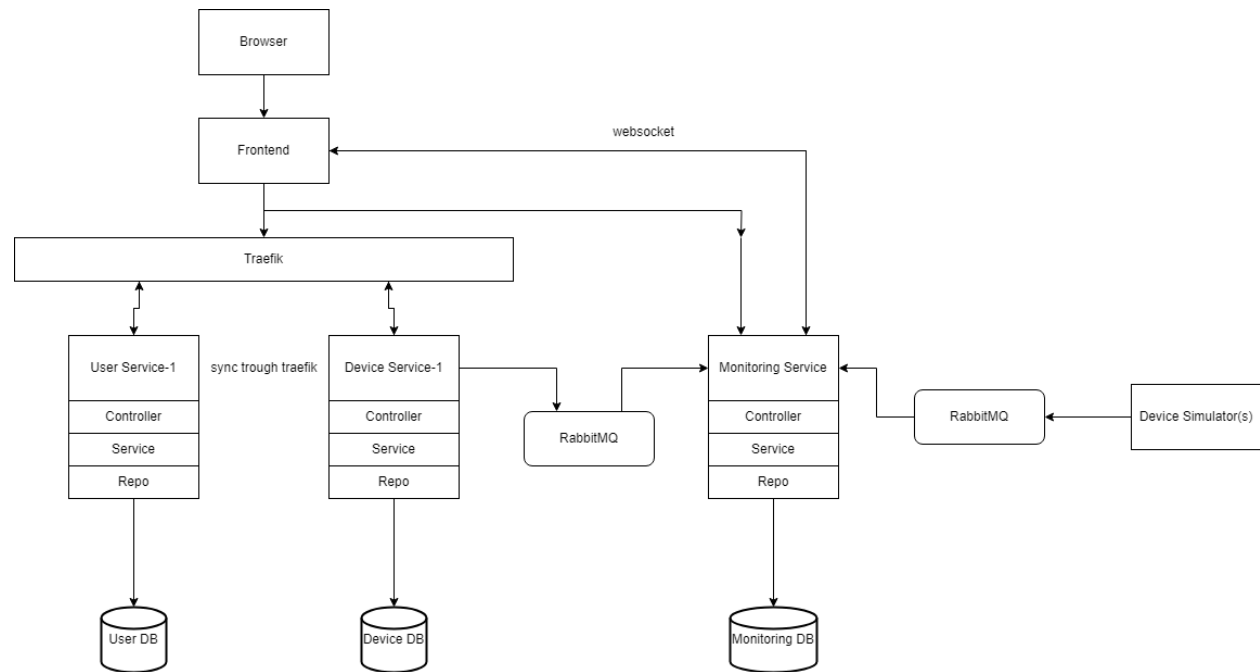 Browser
Frontend
websocket
Traefik
User Service-1
sync trough traefik
Device Service-1
Monitoring Service
Controller
Service
Repo
Controller
Service
Repo
RabbitMQ
Controller
Service
Repo
RabbitMQ
Device Simulator(s)
User DB
Device DB
Monitoring DB